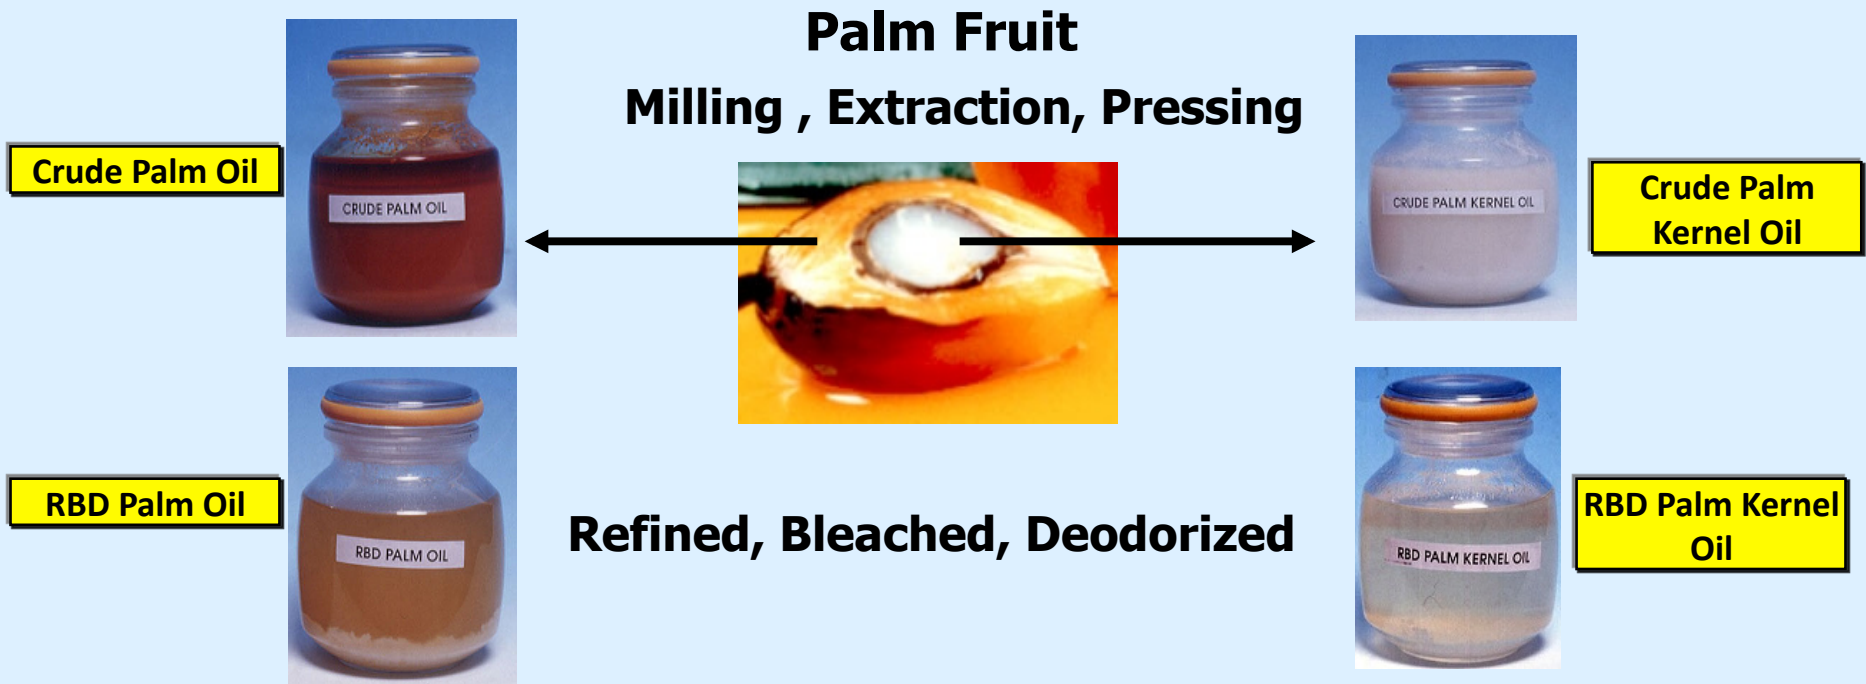 Palm Fruit
Milling , Extraction, Pressing
Crude Palm Oil
CRUDE PALM OIL
CRUDE PALM KERNEL OIL
Crude Palm
Kernel Oil
RBD Palm Oil
RBD PALM OIL
Refined, Bleached, Deodorized
RBD PALM KERNEL OIL
RBD Palm Kernel
Oil